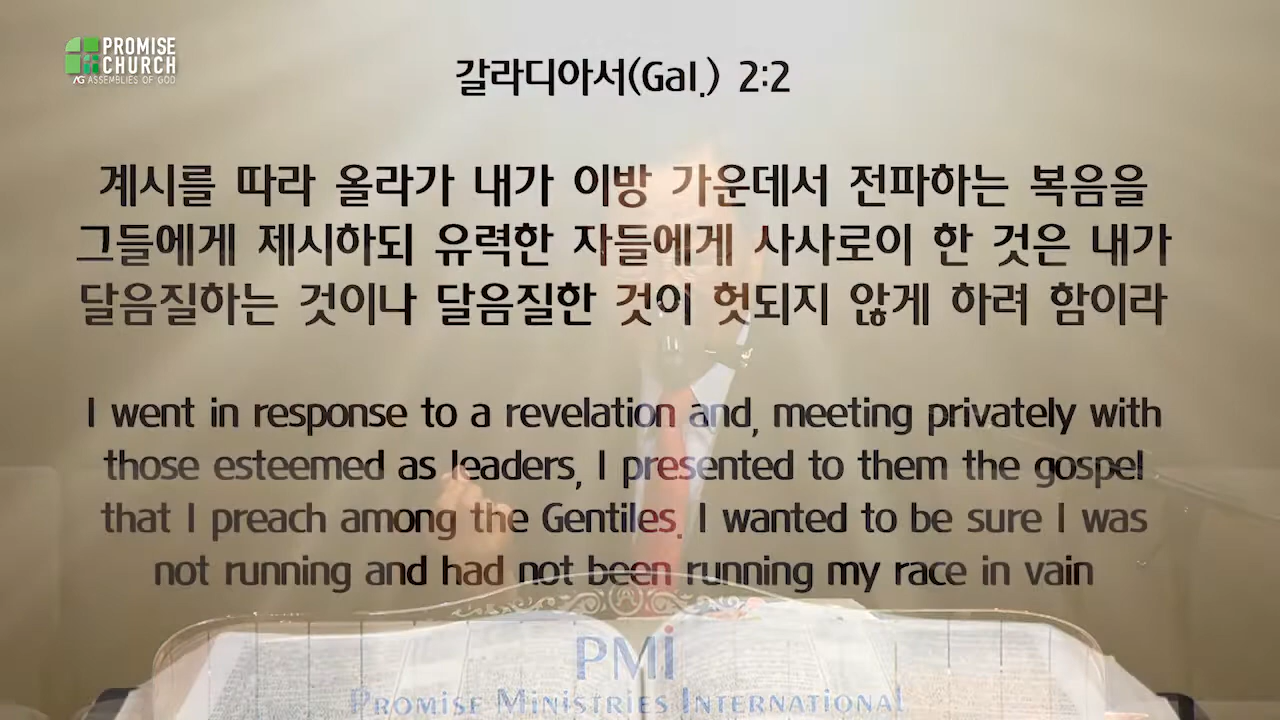 PROMISE
CHURCH
AG ASSEMBLIES OF GOD
갈라디아서(Gal.) 2:2
계시를 따라 올라가 내가 이방 가운데서 전파하는 복음을
그들에게 제시하되 유력한 자들에게 사사로이 한 것은 내가
달음질하는 것이나 달음질한 것이 헛되지 않게 하려 함이라
I went in response to a revelation and, meeting privately with
those esteemed as leaders, I presented to them the gospel
that I preach among the Gentiles. I wanted to be sure I was
not running and had not been running my race in vain
PMi
PROMISE MINISTRIES INTERNATIONAL